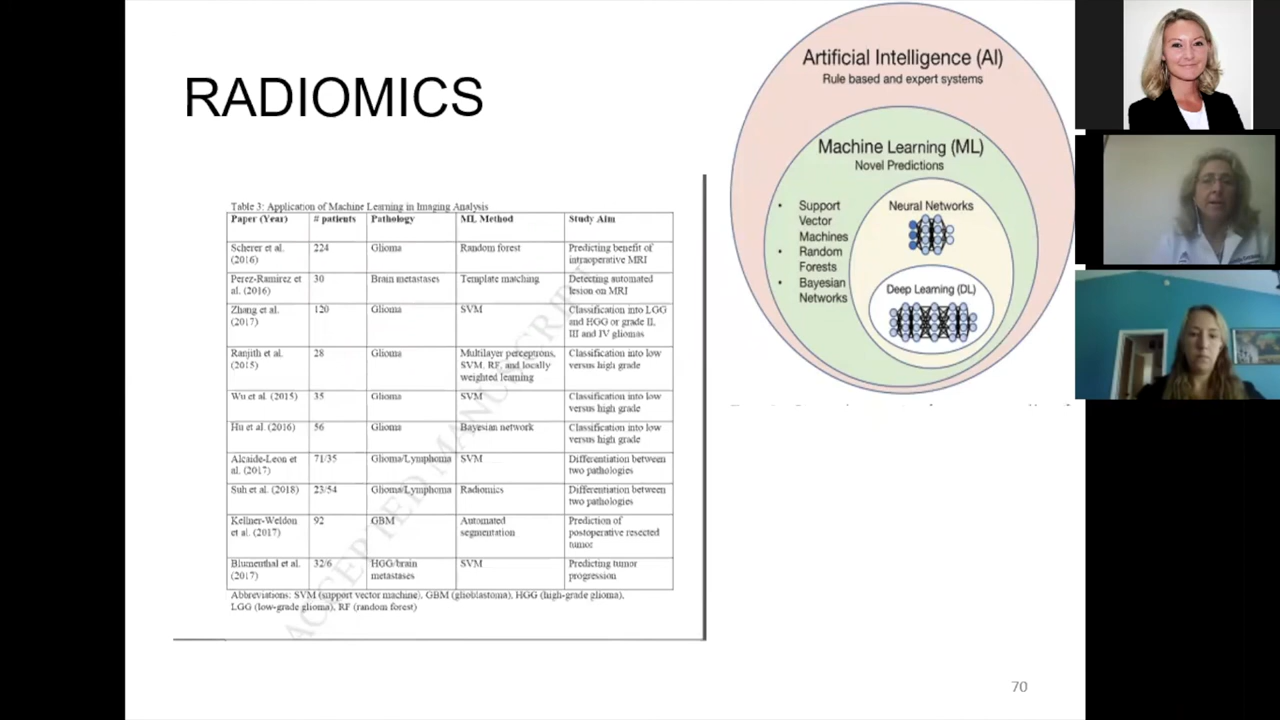 RADIOMICS
Table 3: Application of Machine Learning in Imaging Analysis
Paper (Year) # patients Pathology ML Method Study Aim
Scherer et al. 224 Glioma Random forest Predicting benefit of
(2016) intraoperative MRI
Perez-Ramirez et 30 Brain metastases Template matching Detecting automated
al. (2016) lesion on MRI
Zhang et al. 120 Glioma SVM Classification into LGG
(2017) and HGG or grade II,
III and IV gliomas
Ranjith et al. 28 Glioma Multilayer perceptrons, Classification into low
(2015) SVM, RF, and locally versus high grade
weighted learning
Wu et al. (2015) 35 Glioma SVM Classification into low
versus high grade
Hu et al. (2016) 56 Glioma Bayesian network Classification into low
versus high grade
Alcaide-Leon et 71/35 Glioma/Lymphoma SVM Differentiation between
al. (2017) two pathologies
Suh et al. (2018) 23/54 Glioma/Lymphoma Radiomics Differentiation between
two pathologies
Kellner-Weldon 92 GBM Automated Prediction of
et al. (2017) segmentation postoperative resected
tumor
Blumenthal et al. 32/6 HGG/brain SVM Predicting tumor
(2017) metastases progression
Abbreviations: SVM (support vector machine), GBM (glioblastoma), HGG (high-grade glioma),
LGG (low-grade glioma), RF (random forest)
ACCEPTED MANUSCRIPT
Artificial Intelligence (AI)
Rule based and expert systems
Machine Learning (ML)
Novel Predictions
• Support
Vector
Machines
• Random
Forests
• Bayesian
Networks
Neural Networks
Deep Learning (DL)
70